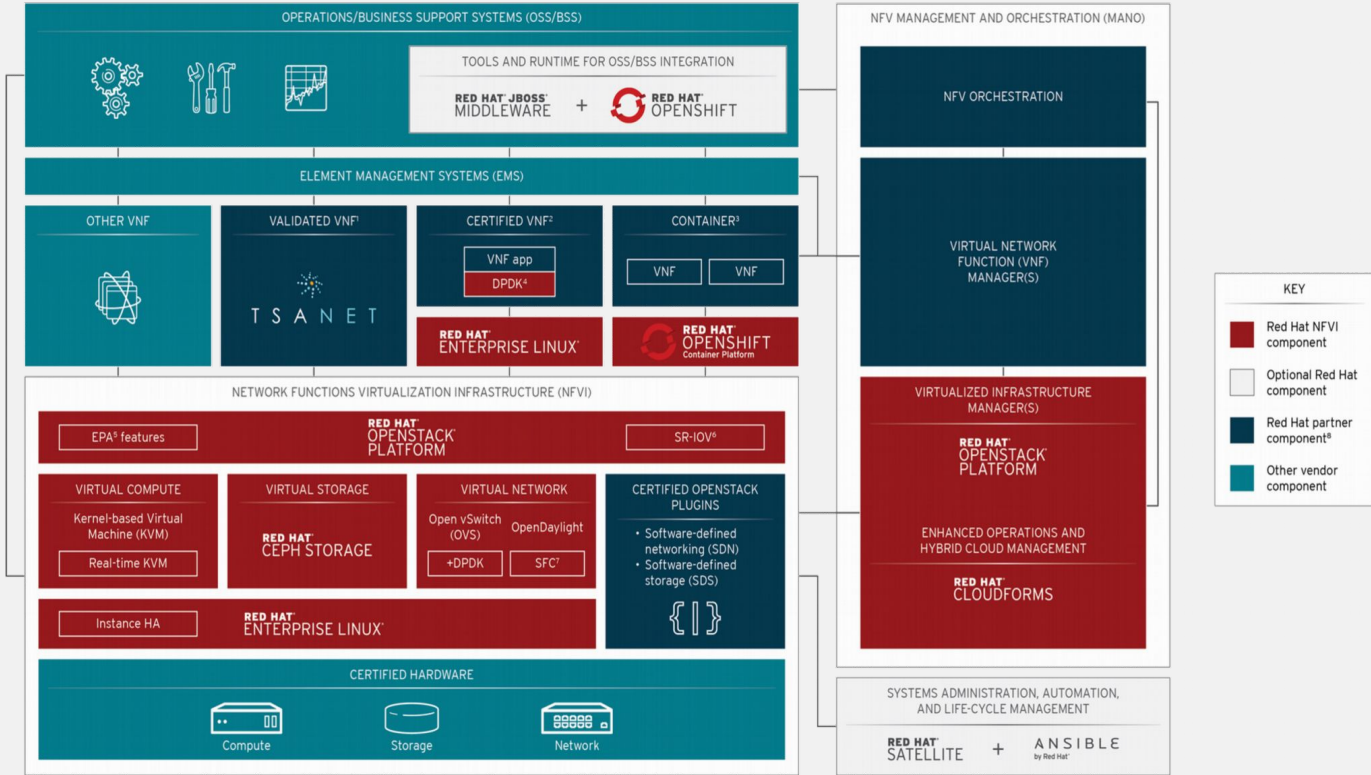 OPERATIONS/BUSINESS SUPPORT SYSTEMS (OSS/BSS)
TOOLS AND RUNTIME FOR OSS/BSS INTEGRATION
RED HAT® JBOSS®
MIDDLEWARE
+
RED HAT®
OPENSHIFT
ELEMENT MANAGEMENT SYSTEMS (EMS)
OTHER VNF
VALIDATED VNF¹
TSANET
CERTIFIED VNF²
VNF app
DPDK⁴
RED HAT®
ENTERPRISE LINUX®
CONTAINER³
VNF
VNF
RED HAT®
OPENSHIFT
Container Platform
NETWORK FUNCTIONS VIRTUALIZATION INFRASTRUCTURE (NFVI)
EPA⁵ features
RED HAT®
OPENSTACK®
PLATFORM
SR-IOV⁶
VIRTUAL COMPUTE
Kernel-based Virtual
Machine (KVM)
Real-time KVM
VIRTUAL STORAGE
RED HAT®
CEPH STORAGE
VIRTUAL NETWORK
Open vSwitch
(OVS)
+DPDK
OpenDaylight
SFC⁷
CERTIFIED OPENSTACK
PLUGINS
• Software-defined
networking (SDN)
• Software-defined
storage (SDS)
Instance HA
RED HAT®
ENTERPRISE LINUX®
CERTIFIED HARDWARE
Compute
Storage
Network
NFV MANAGEMENT AND ORCHESTRATION (MANO)
NFV ORCHESTRATION
VIRTUAL NETWORK
FUNCTION (VNF)
MANAGER(S)
VIRTUALIZED INFRASTRUCTURE
MANAGER(S)
RED HAT®
OPENSTACK®
PLATFORM
ENHANCED OPERATIONS AND
HYBRID CLOUD MANAGEMENT
RED HAT®
CLOUDFORMS
SYSTEMS ADMINISTRATION, AUTOMATION,
AND LIFE-CYCLE MANAGEMENT
RED HAT®
SATELLITE
+
ANSIBLE
by Red Hat®
KEY
Red Hat NFVI
component
Optional Red Hat
component
Red Hat partner
component⁸
Other vendor
component